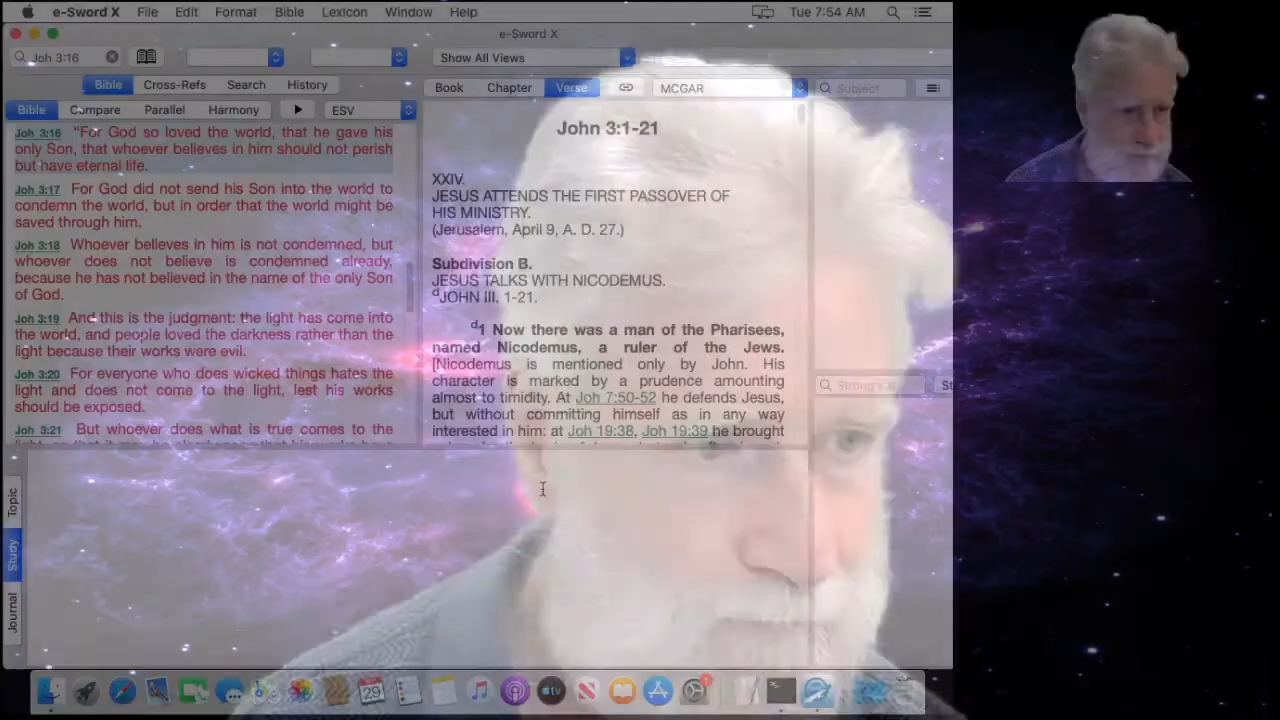 e-Sword X File Edit Format Bible Lexicon Window Help Tue 7:54 AM
e-Sword X
Joh 3:16
Show All Views
Bible Cross-Refs Search History
Book Chapter Verse MCGAR Subject
Bible Compare Parallel Harmony ESV
Joh 3:16 "For God so loved the world, that he gave his
only Son, that whoever believes in him should not perish
but have eternal life.
Joh 3:17 For God did not send his Son into the world to
condemn the world, but in order that the world might be
saved through him.
Joh 3:18 Whoever believes in him is not condemned, but
whoever does not believe is condemned already,
because he has not believed in the name of the only Son
of God.
Joh 3:19 And this is the judgment: the light has come into
the world, and people loved the darkness rather than the
light because their works were evil.
Joh 3:20 For everyone who does wicked things hates the
light and does not come to the light, lest his works
should be exposed.
Joh 3:21 But whoever does what is true comes to the
John 3:1-21
XXIV.
JESUS ATTENDS THE FIRST PASSOVER OF
HIS MINISTRY.
(Jerusalem, April 9, A. D. 27.)
Subdivision B.
JESUS TALKS WITH NICODEMUS.
dJOHN III. 1-21.
d1 Now there was a man of the Pharisees,
named Nicodemus, a ruler of the Jews.
[Nicodemus is mentioned only by John. His
character is marked by a prudence amounting
almost to timidity. At Joh 7:50-52 he defends Jesus,
but without committing himself as in any way
interested in him: at Joh 19:38, Joh 19:39 he brought
Topic
Study
Journal
29
tv
1